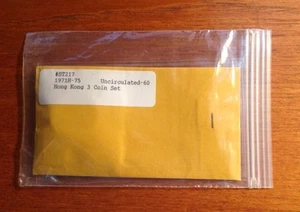 #ST217
1971H-75 Uncirculated-60
Hong Kong 3 Coin Set